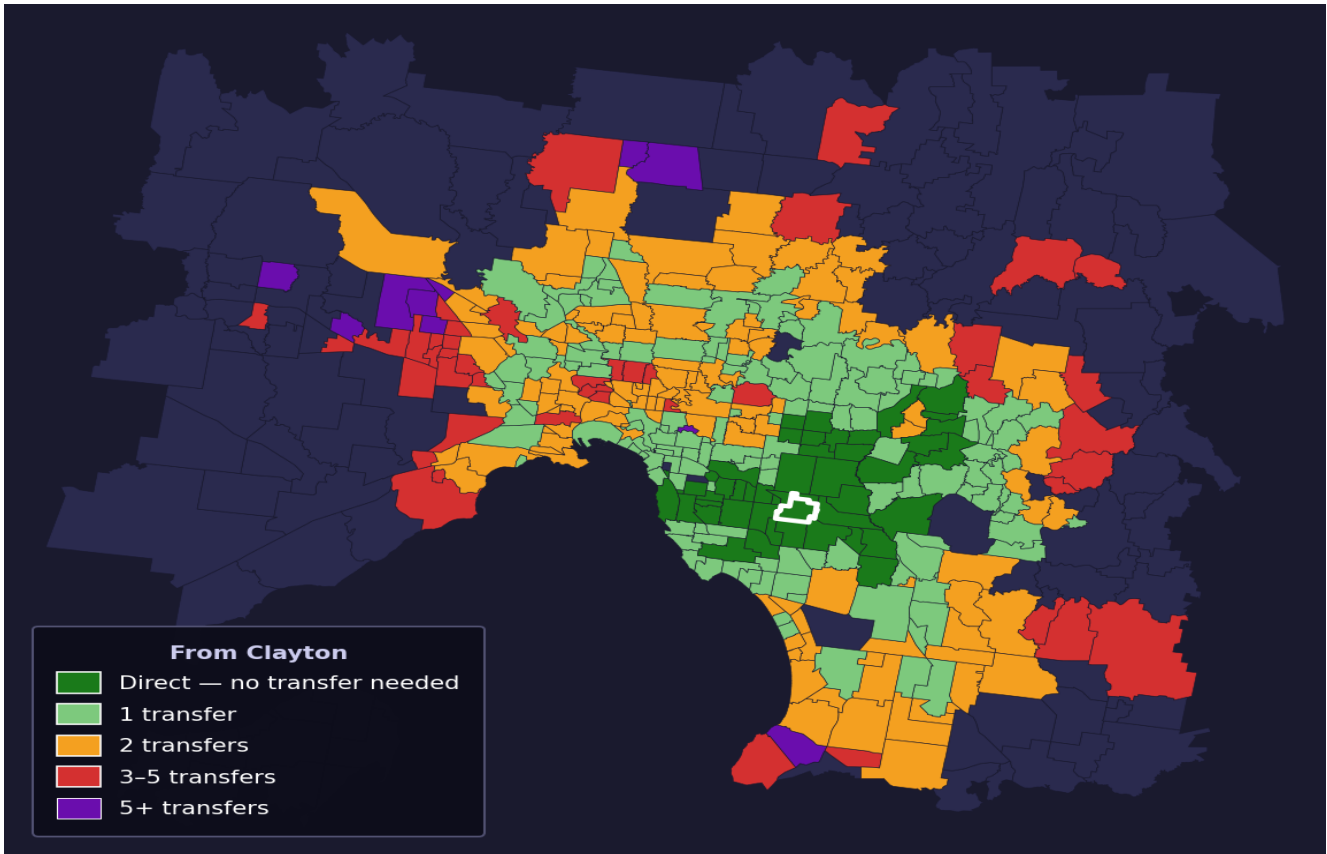 From Clayton
Direct — no transfer needed
1 transfer
2 transfers
3–5 transfers
5+ transfers